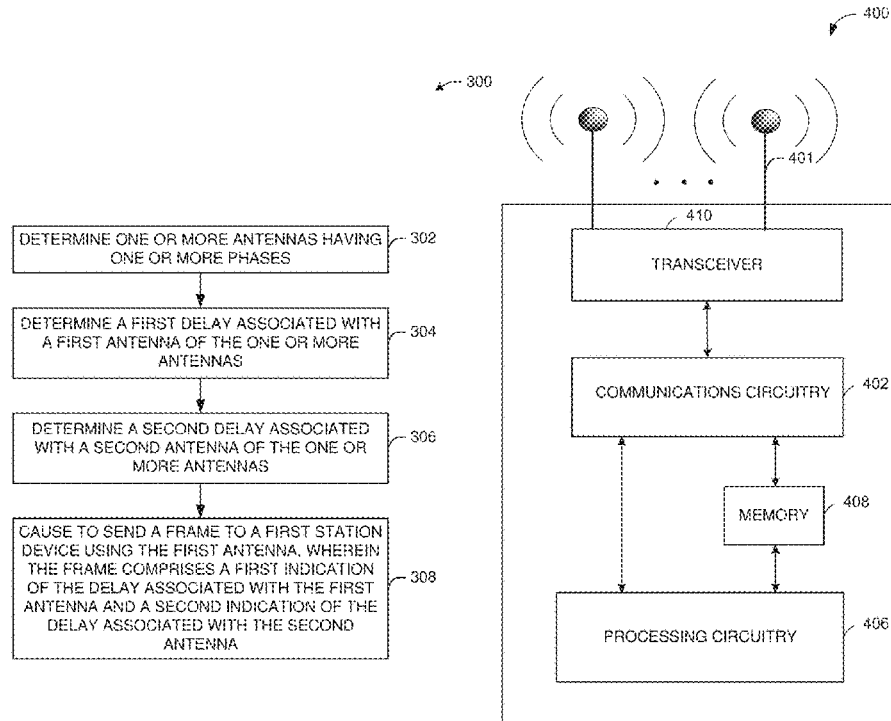 400
300
401
410
DETERMINE ONE OR MORE ANTENNAS HAVING
ONE OR MORE PHASES
302
DETERMINE A FIRST DELAY ASSOCIATED WITH
A FIRST ANTENNA OF THE ONE OR MORE
ANTENNAS
304
DETERMINE A SECOND DELAY ASSOCIATED
WITH A SECOND ANTENNA OF THE ONE OR
MORE ANTENNAS
306
CAUSE TO SEND A FRAME TO A FIRST STATION
DEVICE USING THE FIRST ANTENNA, WHEREIN
THE FRAME COMPRISES A FIRST INDICATION
OF THE DELAY ASSOCIATED WITH THE FIRST
ANTENNA AND A SECOND INDICATION OF THE
DELAY ASSOCIATED WITH THE SECOND
ANTENNA
308
TRANSCEIVER
COMMUNICATIONS CIRCUITRY
402
MEMORY
408
PROCESSING CIRCUITRY
406